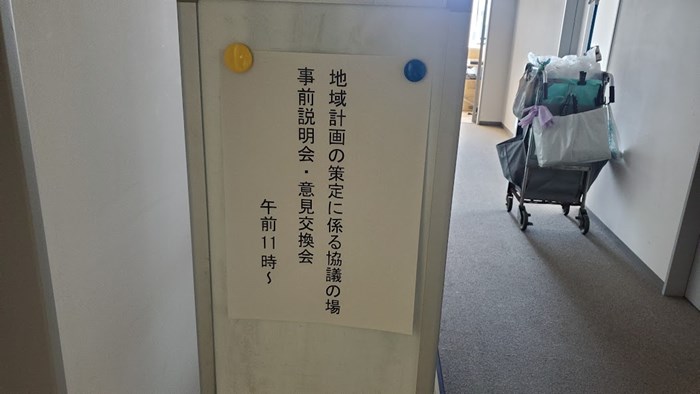 地域計画の策定に係る協議の場
事前説明会・意見交換会
午前11時~